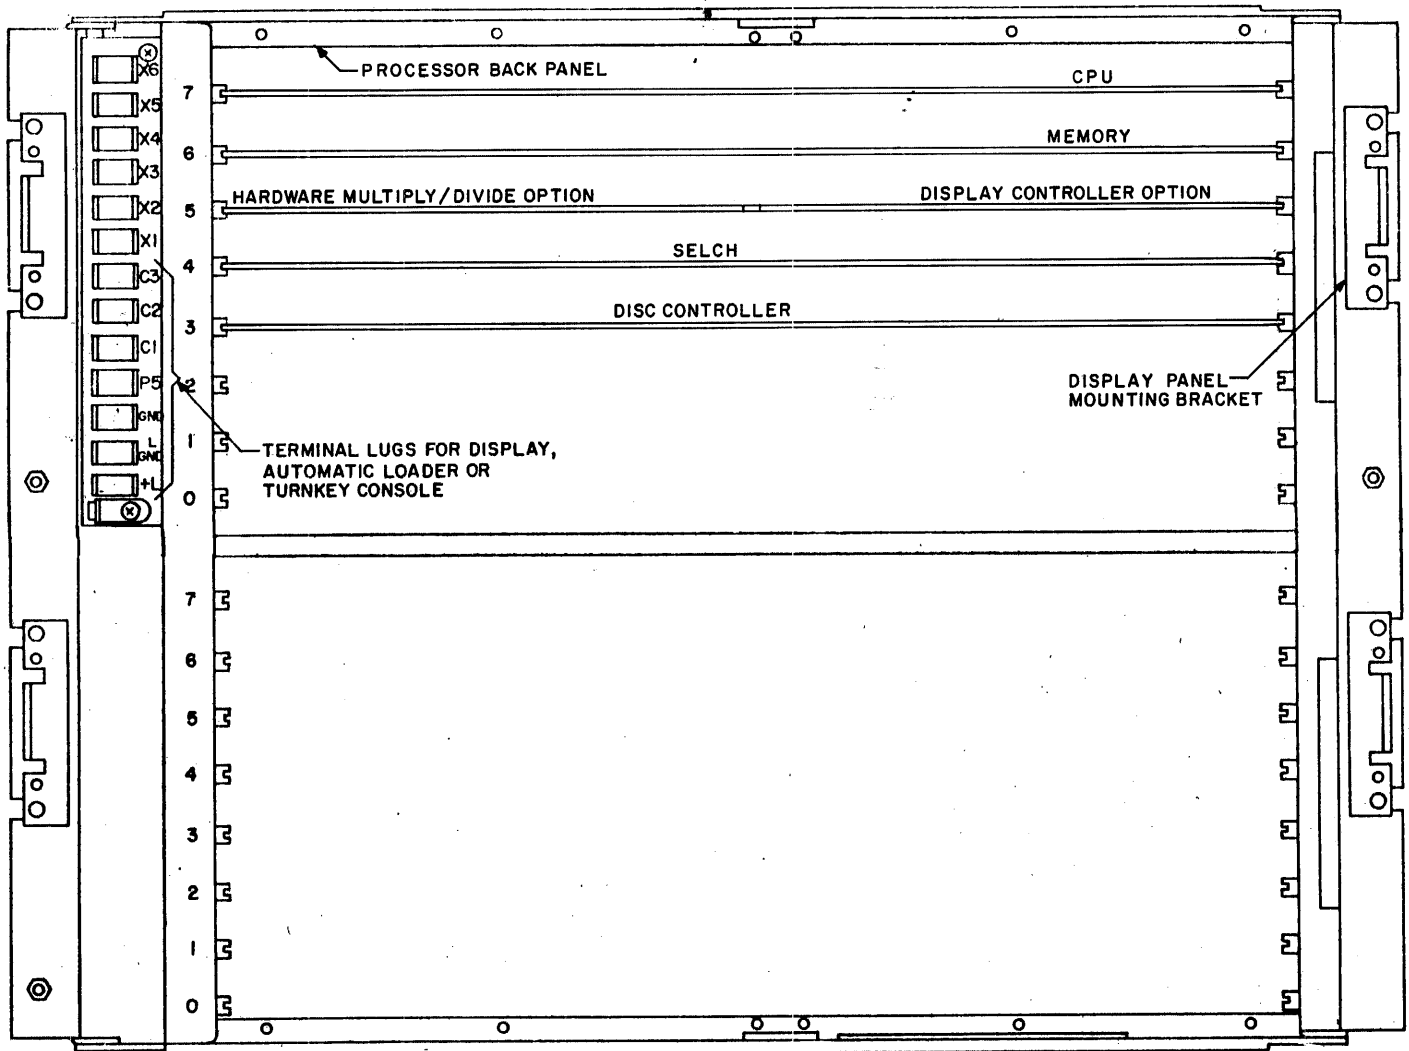 X6
X5
X4
X3
X2
X1
C3
C2
C1
P5
GND
L
GND
+L
PROCESSOR BACK PANEL
7
CPU
6
MEMORY
HARDWARE MULTIPLY/DIVIDE OPTION
5
DISPLAY CONTROLLER OPTION
4
SELCH
3
DISC CONTROLLER
2
DISPLAY PANEL
MOUNTING BRACKET
1
TERMINAL LUGS FOR DISPLAY,
AUTOMATIC LOADER OR
TURNKEY CONSOLE
0
7
6
5
4
3
2
1
0